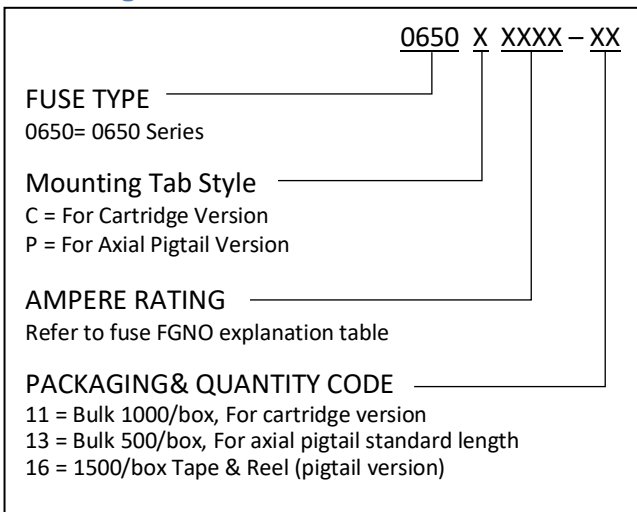 0650 X XXXX – XX
FUSE TYPE
0650= 0650 Series
Mounting Tab Style
C = For Cartridge Version
P = For Axial Pigtail Version
AMPERE RATING
Refer to fuse FGNO explanation table
PACKAGING& QUANTITY CODE
11 = Bulk 1000/box, For cartridge version
13 = Bulk 500/box, For axial pigtail standard length
16 = 1500/box Tape & Reel (pigtail version)